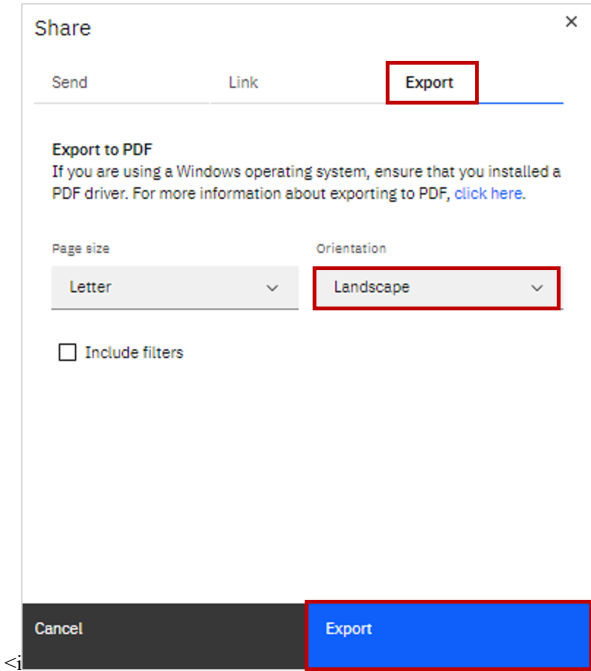 Share
Send Link Export
Export to PDF
If you are using a Windows operating system, ensure that you installed a
PDF driver. For more information about exporting to PDF, click here.
Page size Orientation
Letter Landscape
Include filters
Cancel Export
<i